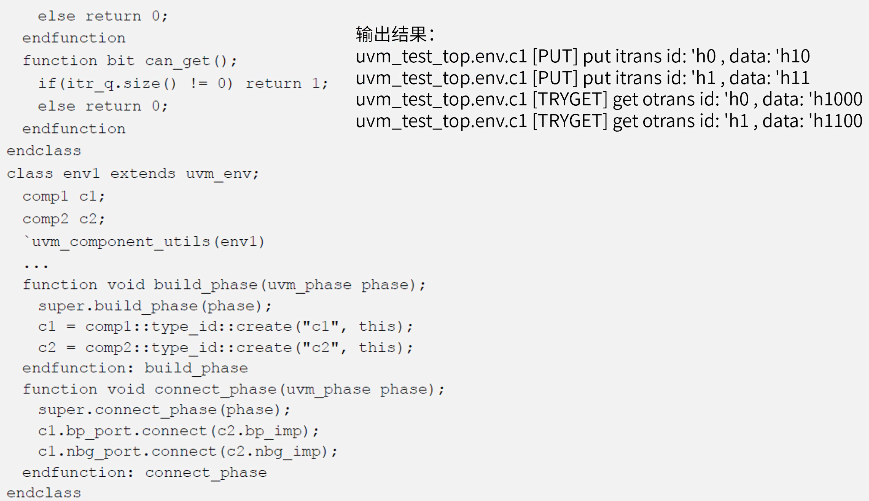 else return 0;
  endfunction
  function bit can_get();
    if(itr_q.size() != 0) return 1;
    else return 0;
  endfunction
endclass
class env1 extends uvm_env;
  comp1 c1;
  comp2 c2;
  `uvm_component_utils(env1)
  ...
  function void build_phase(uvm_phase phase);
    super.build_phase(phase);
    c1 = comp1::type_id::create("c1", this);
    c2 = comp2::type_id::create("c2", this);
  endfunction: build_phase
  function void connect_phase(uvm_phase phase);
    super.connect_phase(phase);
    c1.bp_port.connect(c2.bp_imp);
    c1.nbg_port.connect(c2.nbg_imp);
  endfunction: connect_phase
endclass
输出结果：
uvm_test_top.env.c1 [PUT] put itrans id: 'h0 , data: 'h10
uvm_test_top.env.c1 [PUT] put itrans id: 'h1 , data: 'h11
uvm_test_top.env.c1 [TRYGET] get otrans id: 'h0 , data: 'h1000
uvm_test_top.env.c1 [TRYGET] get otrans id: 'h1 , data: 'h1100